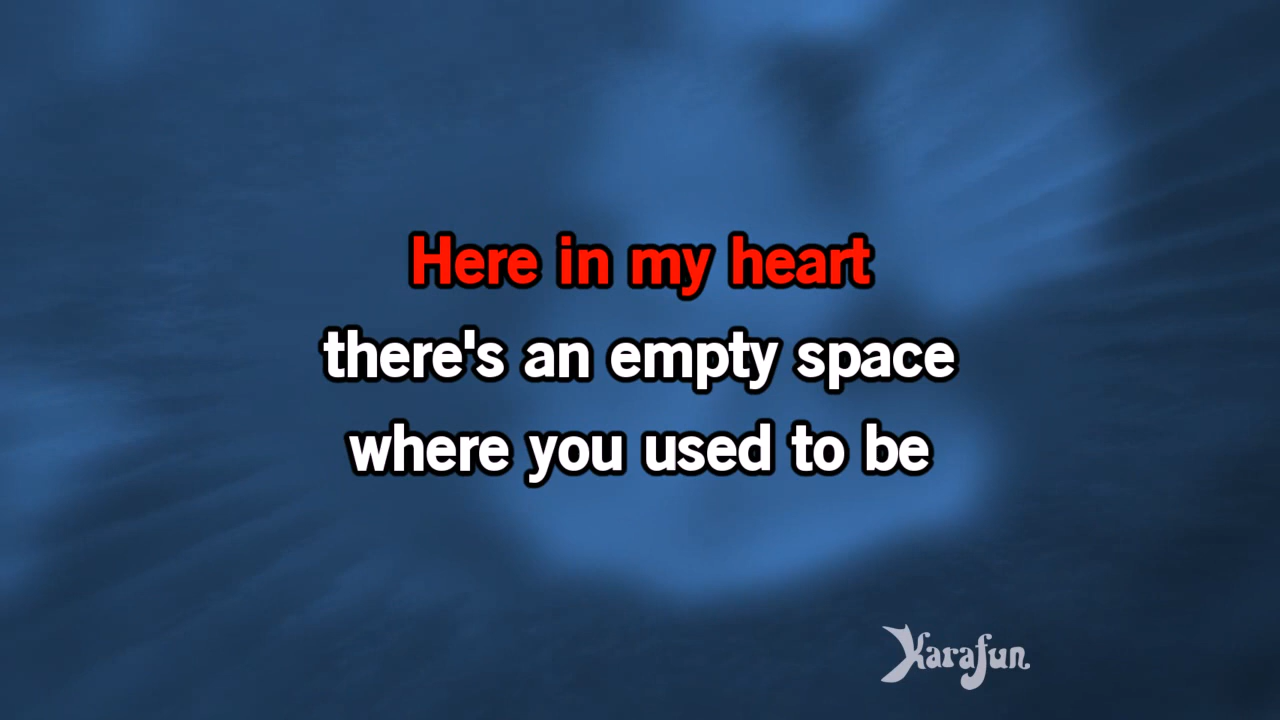 Here in my heart
there's an empty space
where you used to be
Karafun